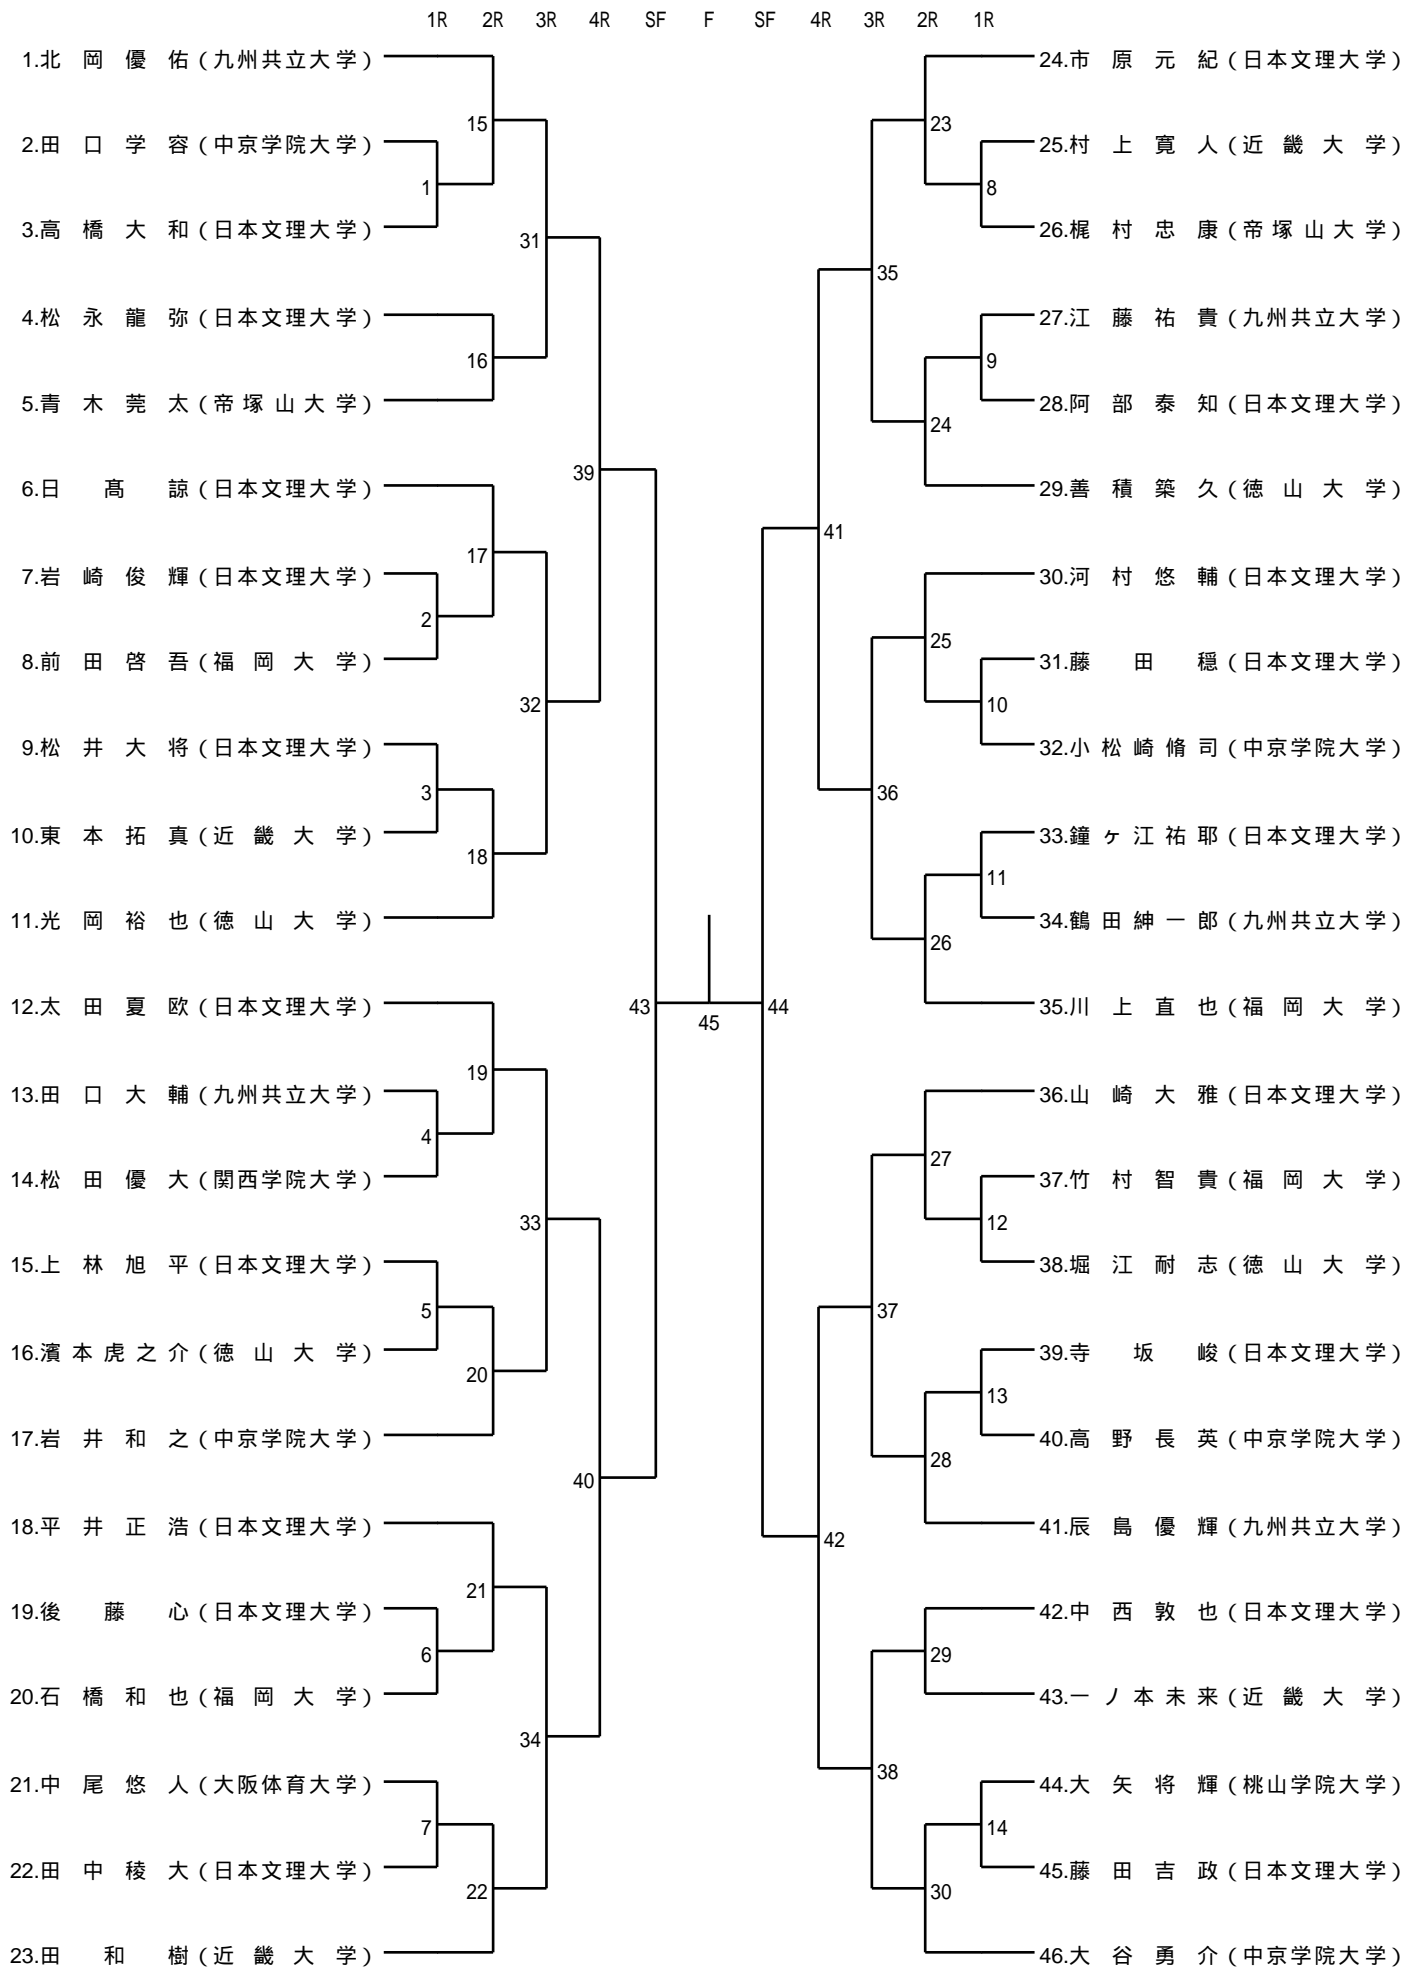 1R 2R 3R 4R SF F SF 4R 3R 2R 1R
1.北岡優佑(九州共立大学)
2.田口学容(中京学院大学)
3.高橋大和(日本文理大学)
4.松永龍弥(日本文理大学)
5.青木莞太(帝塚山大学)
6.日髙諒(日本文理大学)
7.岩崎俊輝(日本文理大学)
8.前田啓吾(福岡大学)
9.松井大将(日本文理大学)
10.東本拓真(近畿大学)
11.光岡裕也(徳山大学)
12.太田夏欧(日本文理大学)
13.田口大輔(九州共立大学)
14.松田優大(関西学院大学)
15.上林旭平(日本文理大学)
16.濱本虎之介(徳山大学)
17.岩井和之(中京学院大学)
18.平井正浩(日本文理大学)
19.後藤心(日本文理大学)
20.石橋和也(福岡大学)
21.中尾悠人(大阪体育大学)
22.田中稜大(日本文理大学)
23.田和樹(近畿大学)
1
2
3
4
5
6
7
15
16
17
18
19
20
21
22
31
32
33
34
39
40
43
45
44
41
42
35
36
37
38
23
24
25
26
27
28
29
30
8
9
10
11
12
13
14
24.市原元紀(日本文理大学)
25.村上寛人(近畿大学)
26.梶村忠康(帝塚山大学)
27.江藤祐貴(九州共立大学)
28.阿部泰知(日本文理大学)
29.善積築久(徳山大学)
30.河村悠輔(日本文理大学)
31.藤田穏(日本文理大学)
32.小松崎脩司(中京学院大学)
33.鐘ヶ江祐耶(日本文理大学)
34.鶴田紳一郎(九州共立大学)
35.川上直也(福岡大学)
36.山崎大雅(日本文理大学)
37.竹村智貴(福岡大学)
38.堀江耐志(徳山大学)
39.寺坂峻(日本文理大学)
40.高野長英(中京学院大学)
41.辰島優輝(九州共立大学)
42.中西敦也(日本文理大学)
43.一ノ本未来(近畿大学)
44.大矢将輝(桃山学院大学)
45.藤田吉政(日本文理大学)
46.大谷勇介(中京学院大学)